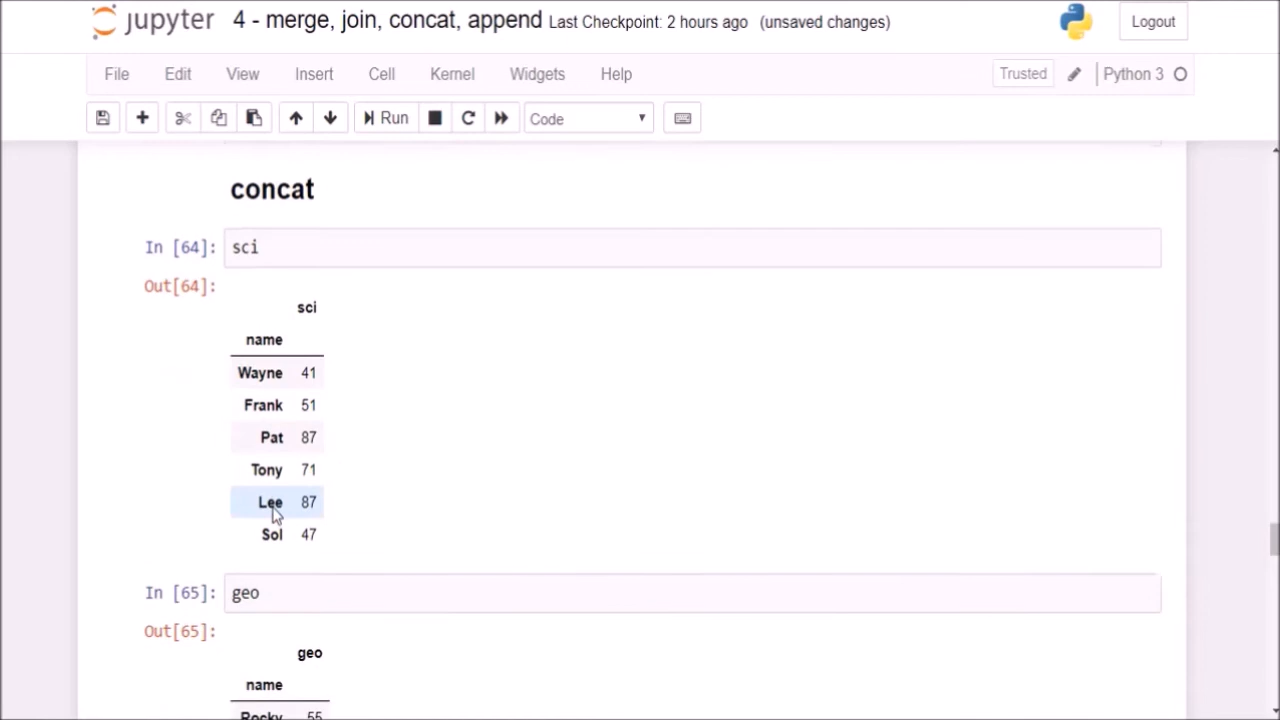 jupyter 4 - merge, join, concat, append Last Checkpoint: 2 hours ago (unsaved changes) Logout
File Edit View Insert Cell Kernel Widgets Help Trusted Python 3
Run Code
concat
In [64]: sci
Out[64]:
sci
name
Wayne 41
Frank 51
Pat 87
Tony 71
Lee 87
Sol 47
In [65]: geo
Out[65]:
geo
name
Rocky 55